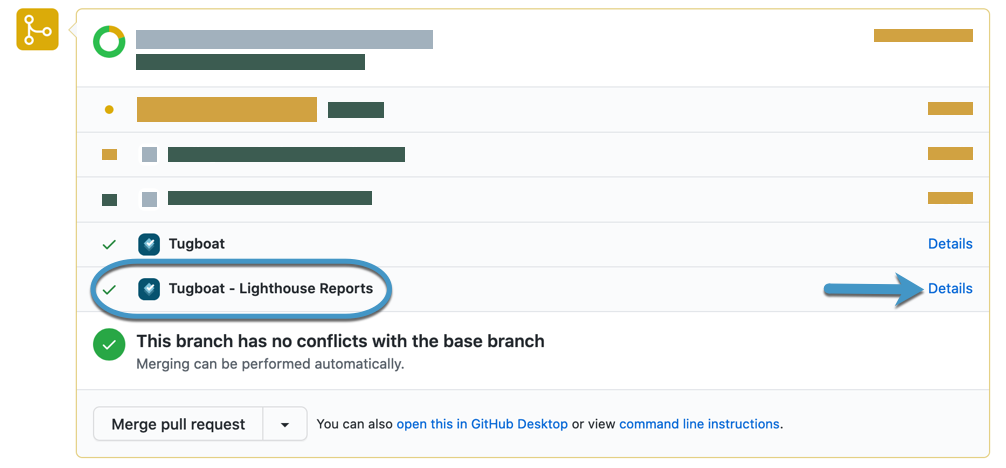 Tugboat Details
Tugboat - Lighthouse Reports Details
This branch has no conflicts with the base branch
Merging can be performed automatically.
Merge pull request You can also open this in GitHub Desktop or view command line instructions.